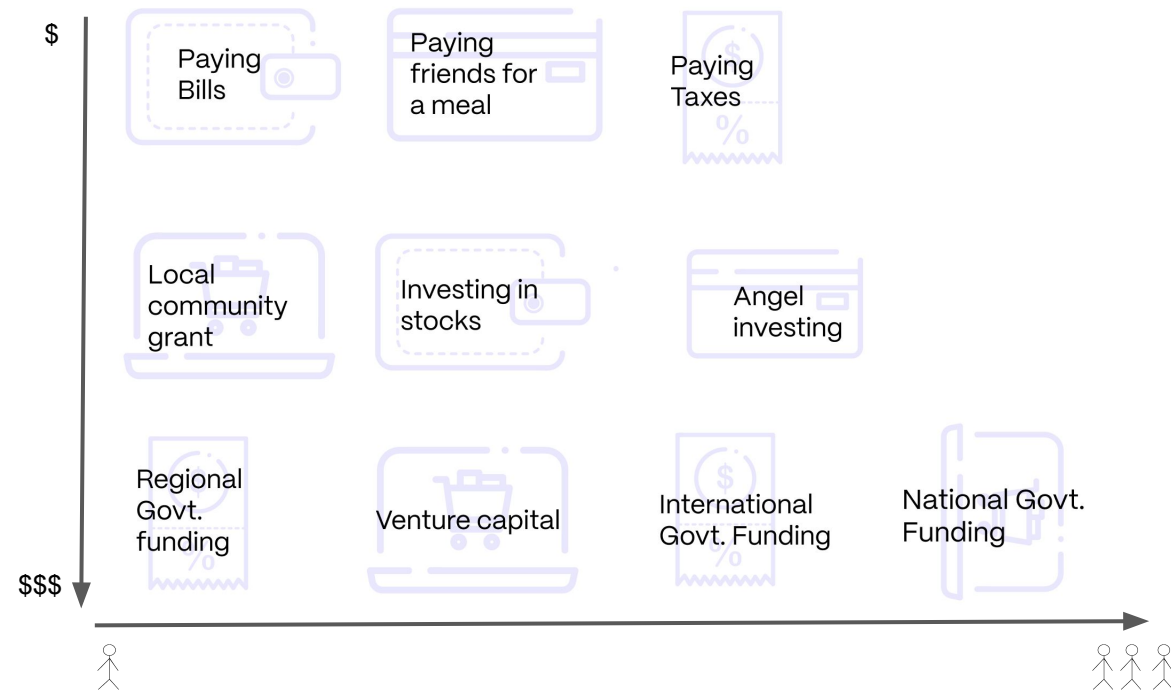 $
Paying
Bills
Paying
friends for
a meal
$
Paying
Taxes
%
Local
community
grant
Investing in
stocks
Angel
investing
Regional
Govt.
funding
$
%
Venture capital
International
Govt. Funding
$
%
National Govt.
Funding
$$$